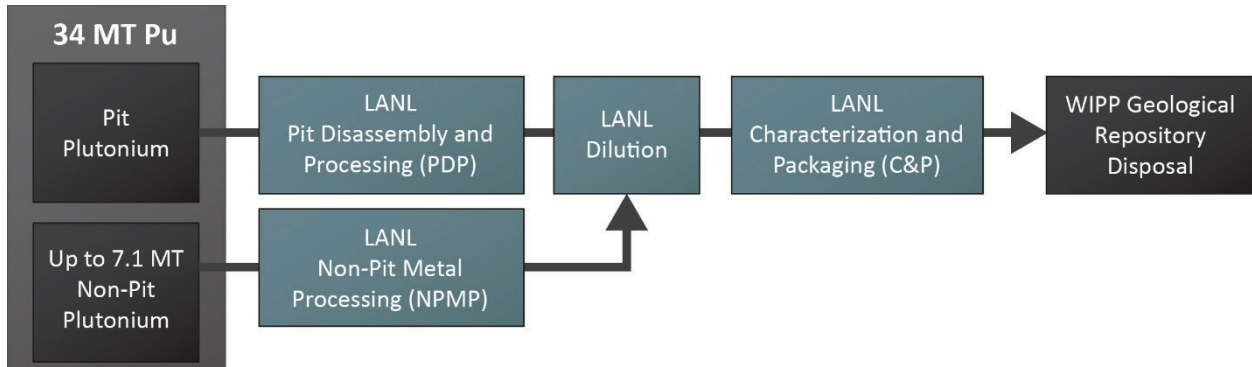 34 MT Pu
Pit
Plutonium
LANL
Pit Disassembly and
Processing (PDP)
LANL
Dilution
LANL
Characterization and
Packaging (C&P)
WIPP Geological
Repository
Disposal
Up to 7.1 MT
Non-Pit
Plutonium
LANL
Non-Pit Metal
Processing (NPMP)